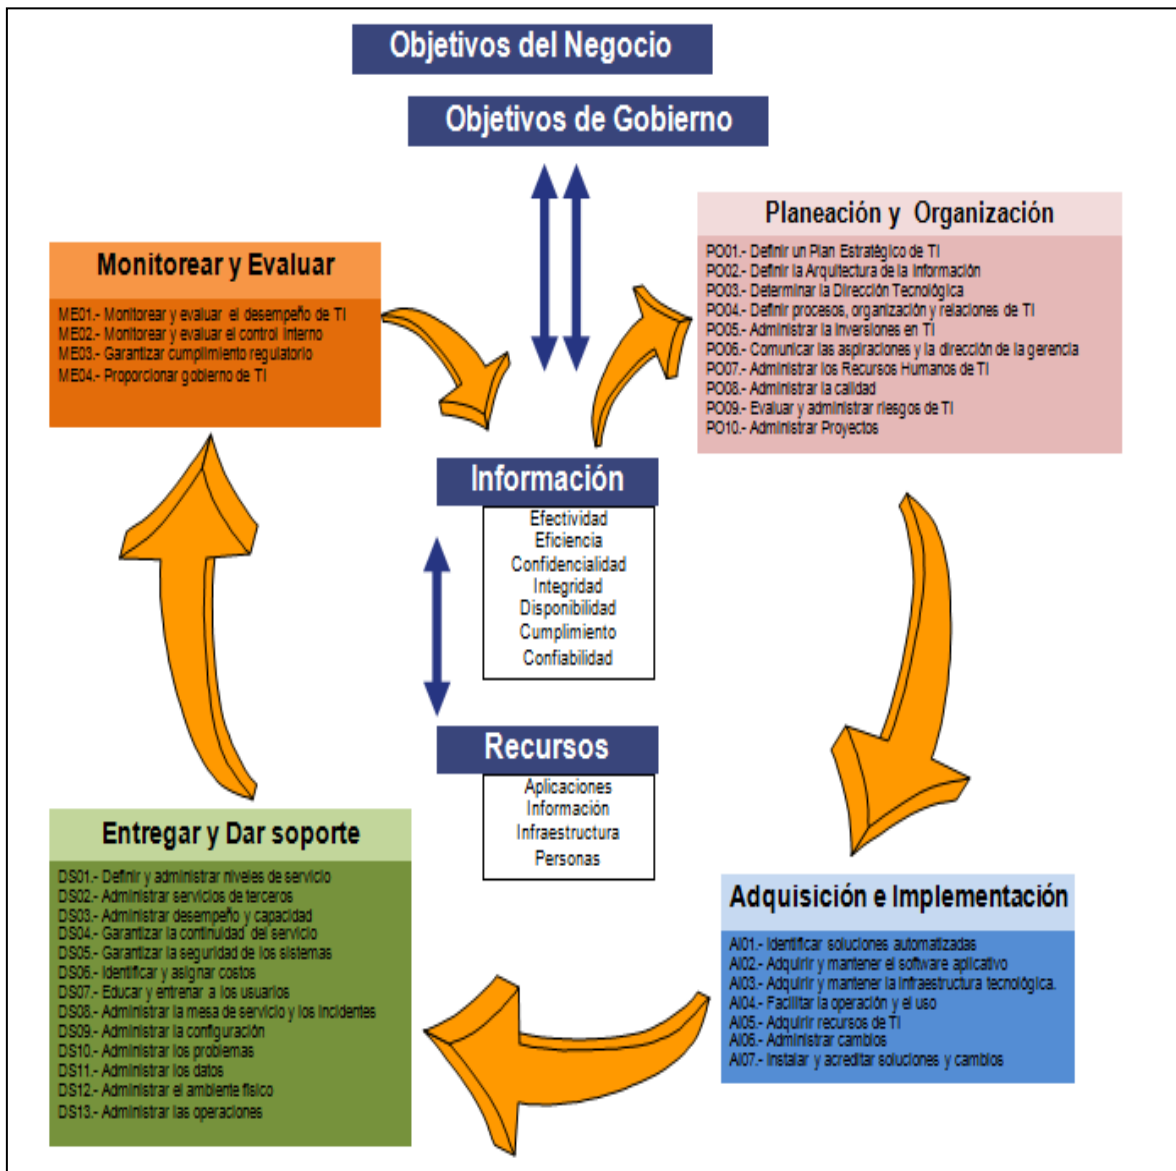 Objetivos del Negocio
Objetivos de Gobierno
Planeación y Organización
PO01.- Definir un Plan Estratégico de TI
PO02.- Definir la Arquitectura de la Información
PO03.- Determinar la Dirección Tecnológica
PO04.- Definir procesos, organización y relaciones de TI
PO05.- Administrar la Inversiones en TI
PO06.- Comunicar las aspiraciones y la dirección de la gerencia
PO07.- Administrar los Recursos Humanos de TI
PO08.- Administrar la calidad
PO09.- Evaluar y administrar riesgos de TI
PO10.- Administrar Proyectos
Monitorear y Evaluar
ME01.- Monitorear y evaluar el desempeño de TI
ME02.- Monitorear y evaluar el control Interno
ME03.- Garantizar cumplimiento regulatorio
ME04.- Proporcionar gobierno de TI
Información
Efectividad
Eficiencia
Confidencialidad
Integridad
Disponibilidad
Cumplimiento
Confiabilidad
Recursos
Aplicaciones
Información
Infraestructura
Personas
Entregar y Dar soporte
DS01.- Definir y administrar niveles de servicio
DS02.- Administrar servicios de terceros
DS03.- Administrar desempeño y capacidad
DS04.- Garantizar la continuidad del servicio
DS05.- Garantizar la seguridad de los sistemas
DS06.- Identificar y asignar costos
DS07.- Educar y entrenar a los usuarios
DS08.- Administrar la mesa de servicio y los incidentes
DS09.- Administrar la configuración
DS10.- Administrar los problemas
DS11.- Administrar los datos
DS12.- Administrar el ambiente físico
DS13.- Administrar las operaciones
Adquisición e Implementación
AI01.- Identificar soluciones automatizadas
AI02.- Adquirir y mantener el software aplicativo
AI03.- Adquirir y mantener la Infraestructura tecnológica.
AI04.- Facilitar la operación y el uso
AI05.- Adquirir recursos de TI
AI06.- Administrar cambios
AI07.- Instalar y acreditar soluciones y cambios